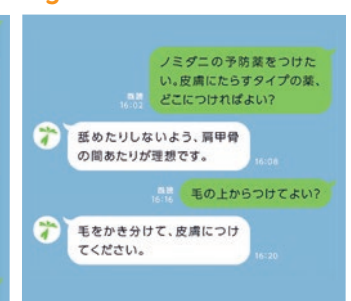 ノミダニの予防薬をつけた
い。皮膚にたらすタイプの薬、
どこにつければよい?
既読
16:02
舐めたりしないよう、肩甲骨
の間あたりが理想です。
16:08
既読
16:16
毛の上からつけてよい?
毛をかき分けて、皮膚につけ
てください。
16:20